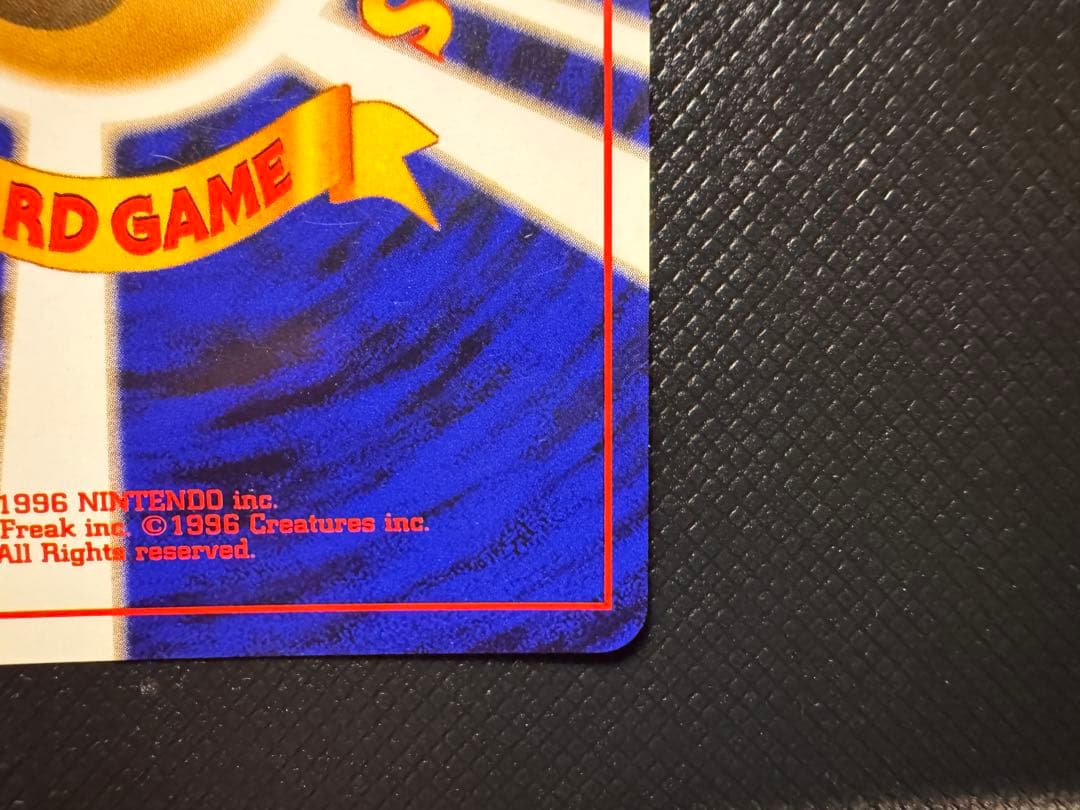 S
RD GAME
1996 NINTENDO inc.
Freak inc. ©1996 Creatures inc.
All Rights reserved.